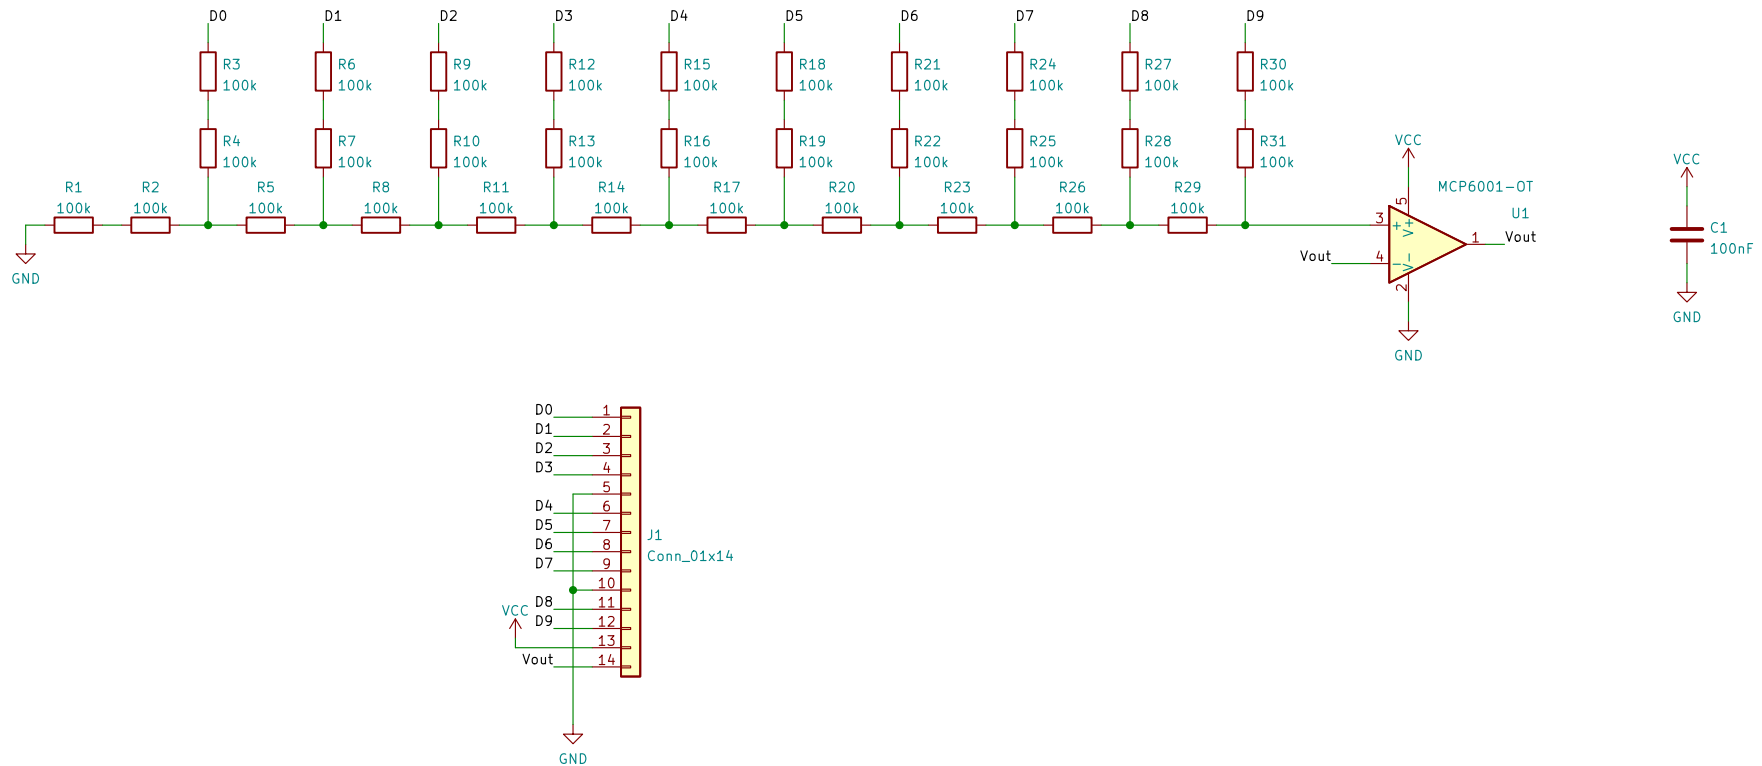 D0 D1 D2 D3 D4 D5 D6 D7 D8 D9
R3 R6 R9 R12 R15 R18 R21 R24 R27 R30
100k 100k 100k 100k 100k 100k 100k 100k 100k 100k
R4 R7 R10 R13 R16 R19 R22 R25 R28 R31
100k 100k 100k 100k 100k 100k 100k 100k 100k 100k
R1 R2 R5 R8 R11 R14 R17 R20 R23 R26 R29
100k 100k 100k 100k 100k 100k 100k 100k 100k 100k 100k
GND
VCC
MCP6001-OT
U1
5
3 + V+
1 Vout
Vout 4 - V-
2
GND
VCC
C1
100nF
GND
D0 1
D1 2
D2 3
D3 4
5
D4 6
D5 7
D6 8
D7 9
10
D8 11
D9 12
VCC 13
Vout 14
J1
Conn_01x14
GND